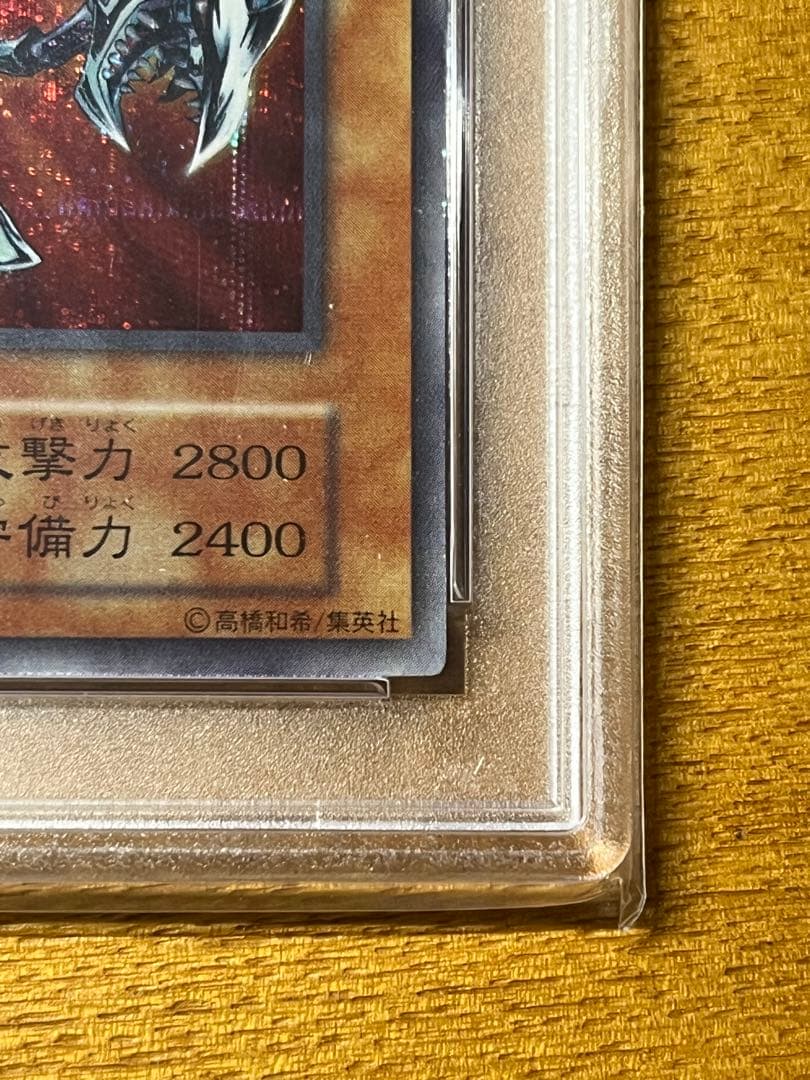 げき りょく
撃力 2800
び りょく
備力 2400
©高橋和希/集英社